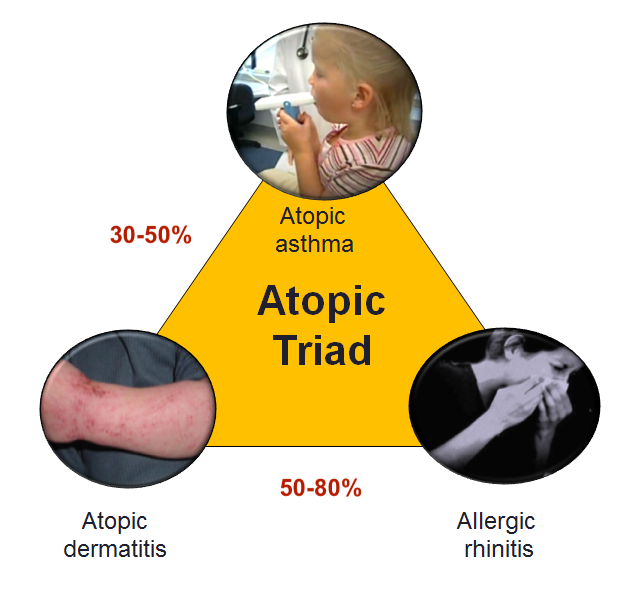 Atopic
asthma
30-50%
Atopic
Triad
50-80%
Atopic
dermatitis
Allergic
rhinitis